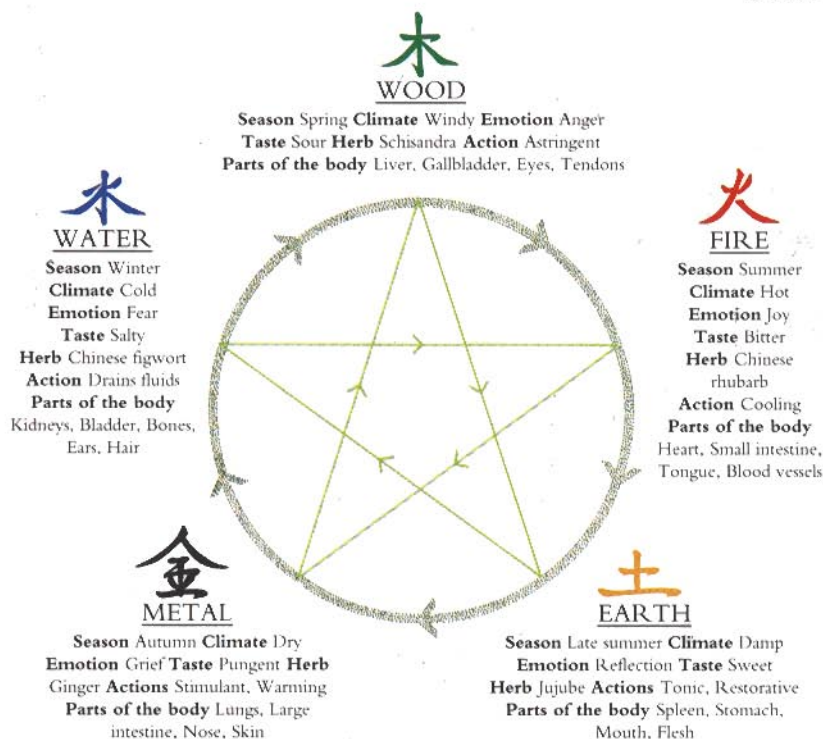 木
WOOD
Season Spring Climate Windy Emotion Anger
Taste Sour Herb Schisandra Action Astringent
Parts of the body Liver, Gallbladder, Eyes, Tendons
水
WATER
Season Winter
Climate Cold
Emotion Fear
Taste Salty
Herb Chinese figwort
Action Drains fluids
Parts of the body
Kidneys, Bladder, Bones,
Ears, Hair
火
FIRE
Season Summer
Climate Hot
Emotion Joy
Taste Bitter
Herb Chinese
rhubarb
Action Cooling
Parts of the body
Heart, Small intestine,
Tongue, Blood vessels
金
METAL
Season Autumn Climate Dry
Emotion Grief Taste Pungent Herb
Ginger Actions Stimulant, Warming
Parts of the body Lungs, Large
intestine, Nose, Skin
土
EARTH
Season Late summer Climate Damp
Emotion Reflection Taste Sweet
Herb Jujube Actions Tonic, Restorative
Parts of the body Spleen, Stomach,
Mouth, Flesh